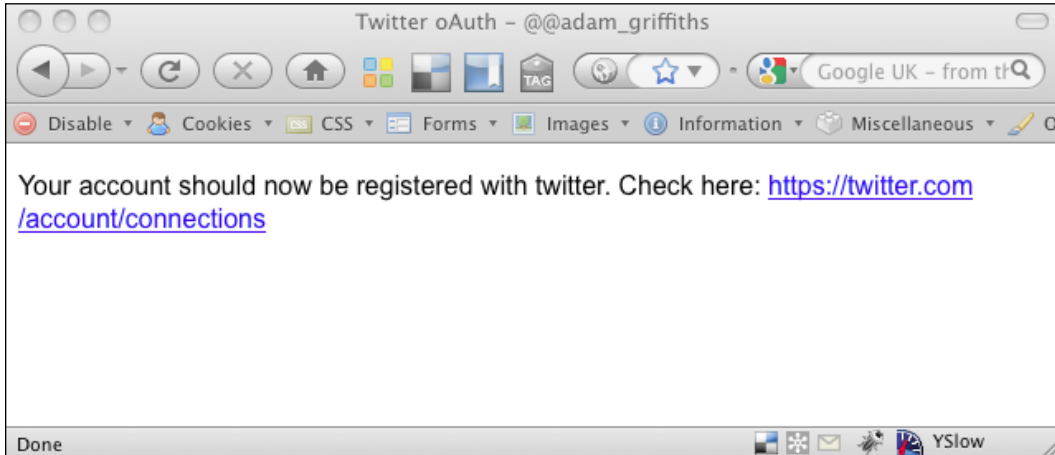 Twitter oAuth – @@adam_griffiths
TAG
Google UK – from th
Disable Cookies CSS Forms Images Information Miscellaneous O
Your account should now be registered with twitter. Check here: https://twitter.com
/account/connections
Done YSlow